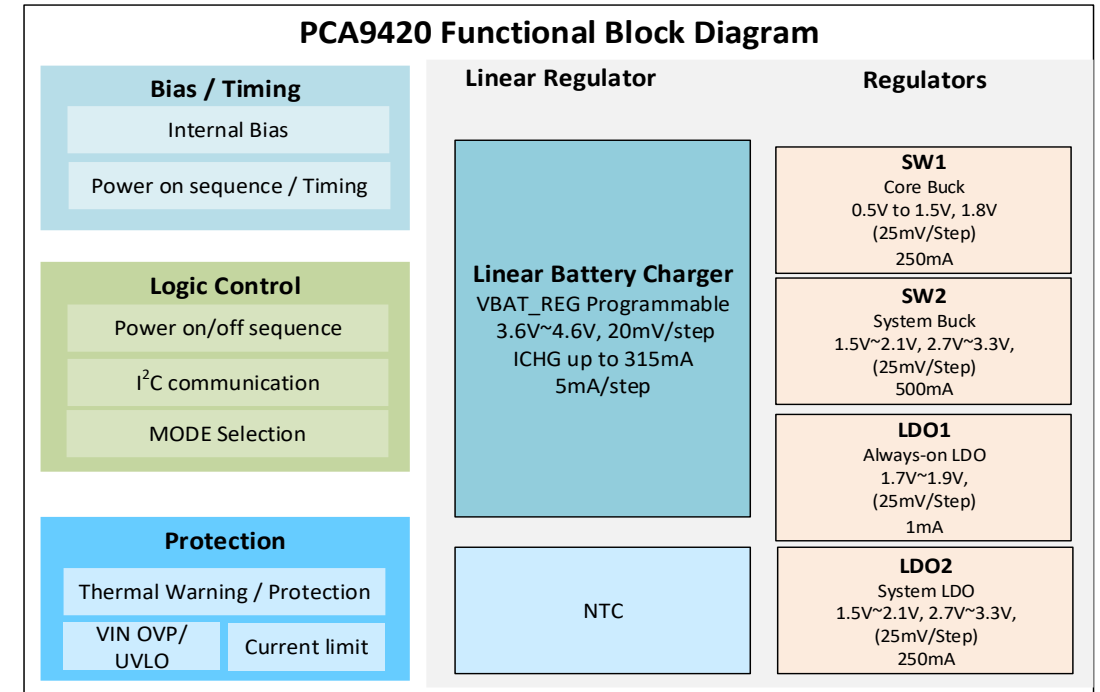 PCA9420 Functional Block Diagram
Bias / Timing
Internal Bias
Power on sequence / Timing
Logic Control
Power on/off sequence
I²C communication
MODE Selection
Protection
Thermal Warning / Protection
VIN OVP/
UVLO
Current limit
Linear Regulator
Linear Battery Charger
VBAT_REG Programmable
3.6V~4.6V, 20mV/step
ICHG up to 315mA
5mA/step
NTC
Regulators
SW1
Core Buck
0.5V to 1.5V, 1.8V
(25mV/Step)
250mA
SW2
System Buck
1.5V~2.1V, 2.7V~3.3V,
(25mV/Step)
500mA
LDO1
Always-on LDO
1.7V~1.9V,
(25mV/Step)
1mA
LDO2
System LDO
1.5V~2.1V, 2.7V~3.3V,
(25mV/Step)
250mA